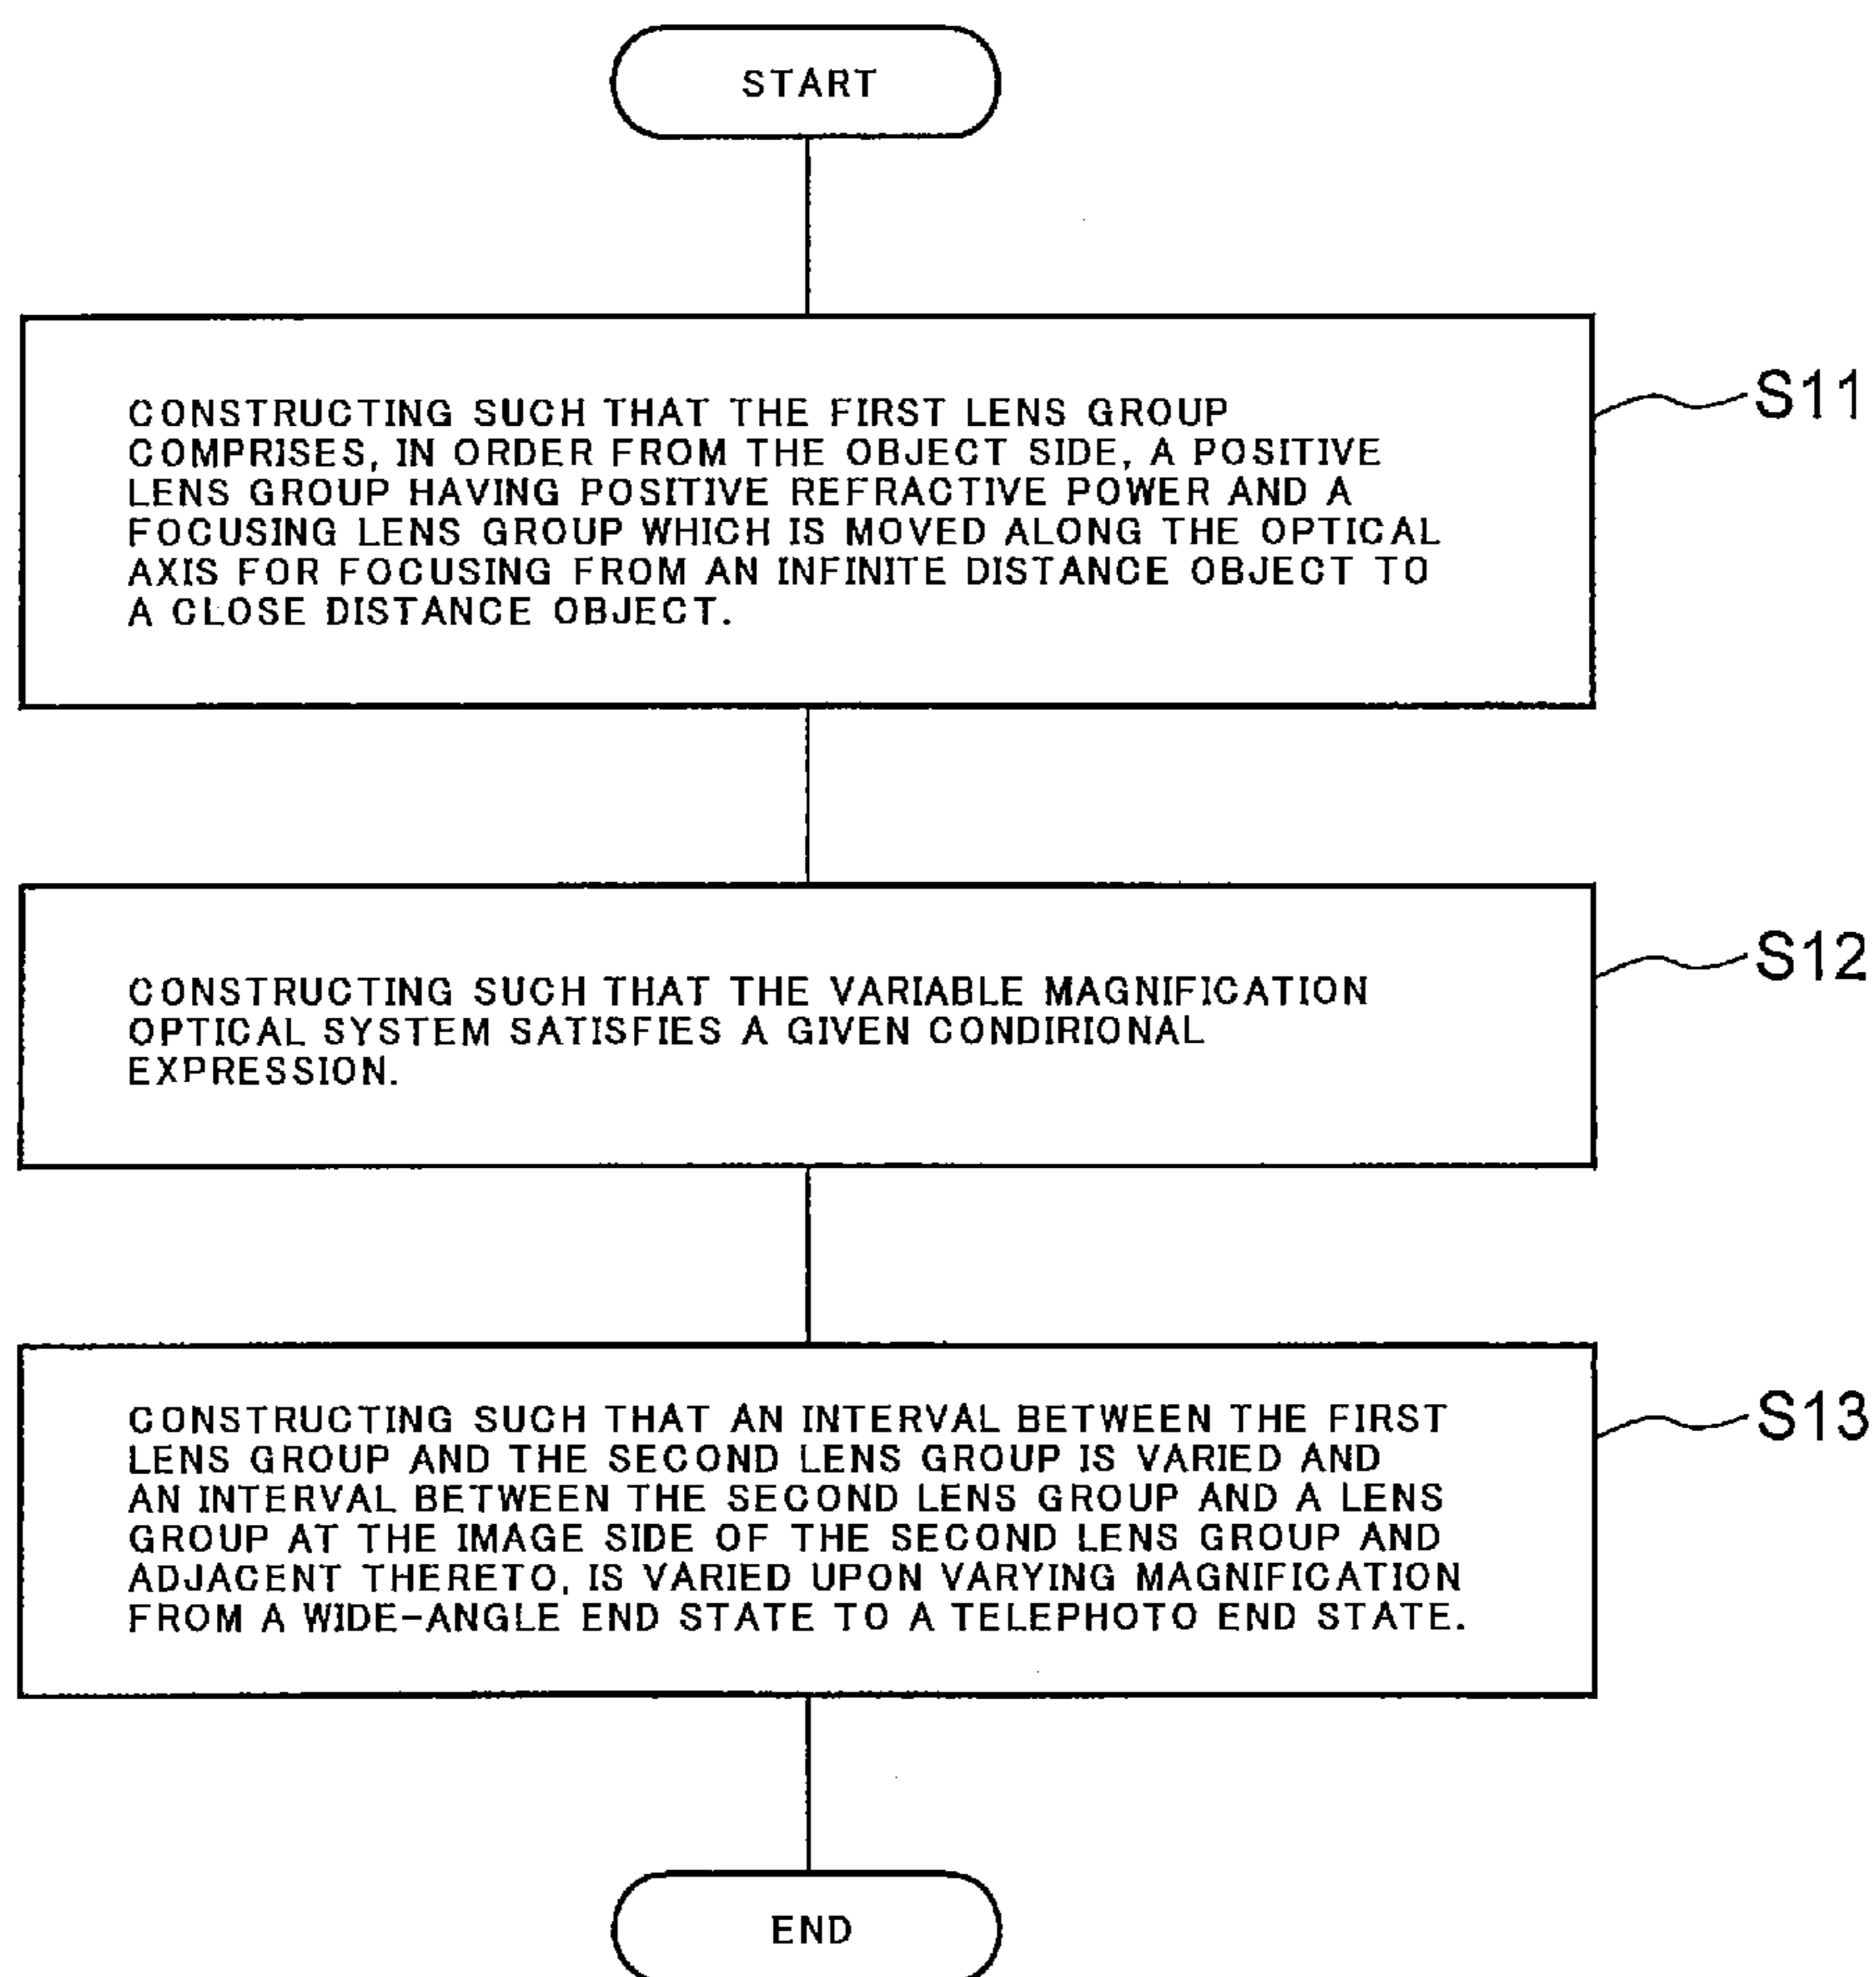 START
CONSTRUCTING SUCH THAT THE FIRST LENS GROUP
COMPRISES, IN ORDER FROM THE OBJECT SIDE, A POSITIVE
LENS GROUP HAVING POSITIVE REFRACTIVE POWER AND A
FOCUSING LENS GROUP WHICH IS MOVED ALONG THE OPTICAL
AXIS FOR FOCUSING FROM AN INFINITE DISTANCE OBJECT TO
A CLOSE DISTANCE OBJECT.
S11
CONSTRUCTING SUCH THAT THE VARIABLE MAGNIFICATION
OPTICAL SYSTEM SATISFIES A GIVEN CONDIRIONAL
EXPRESSION.
S12
CONSTRUCTING SUCH THAT AN INTERVAL BETWEEN THE FIRST
LENS GROUP AND THE SECOND LENS GROUP IS VARIED AND
AN INTERVAL BETWEEN THE SECOND LENS GROUP AND A LENS
GROUP AT THE IMAGE SIDE OF THE SECOND LENS GROUP AND
ADJACENT THERETO, IS VARIED UPON VARYING MAGNIFICATION
FROM A WIDE-ANGLE END STATE TO A TELEPHOTO END STATE.
S13
END